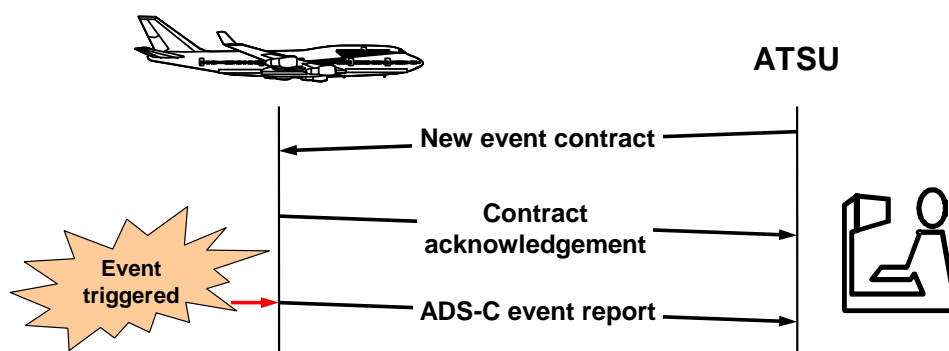 ATSU
New event contract
Contract
acknowledgement
Event
triggered
ADS-C event report